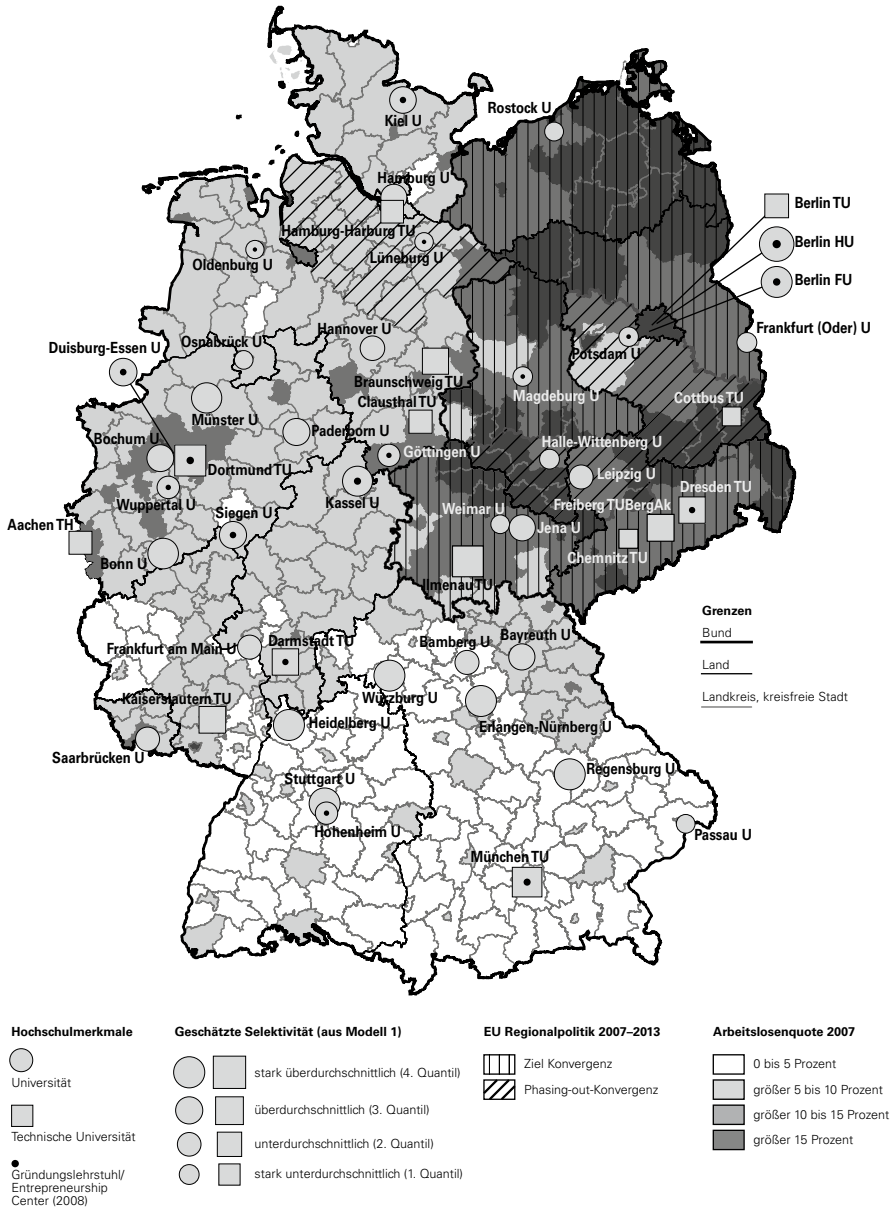 Rostock U
Kiel U
Hamburg U
Berlin TU
Hamburg-Harburg TU
Berlin HU
Lüneburg U
Oldenburg U
Berlin FU
Hannover U
Frankfurt (Oder) U
Osnabrück U
Duisburg-Essen U
Potsdam U
Braunschweig TU
Magdeburg U
Cottbus TU
Clausthal TU
Münster U
Paderborn U
Bochum U
Halle-Wittenberg U
Göttingen U
Dortmund TU
Leipzig U
Dresden TU
Wuppertal U
Kassel U
Freiberg TUBergAk
Siegen U
Weimar U
Aachen TH
Jena U
Chemnitz TU
Bonn U
Ilmenau TU
Grenzen
Bund
Bayreuth U
Darmstadt TU
Bamberg U
Frankfurt am Main U
Land
Würzburg U
Landkreis, kreisfreie Stadt
Kaiserslautern TU
Heidelberg U
Erlangen-Nürnberg U
Saarbrücken U
Regensburg U
Stuttgart U
Hohenheim U
Passau U
München TU
Hochschulmerkmale
Universität
Technische Universität
Gründungslehrstuhl/
Entrepreneurship
Center (2008)
Geschätzte Selektivität (aus Modell 1)
stark überdurchschnittlich (4. Quantil)
überdurchschnittlich (3. Quantil)
unterdurchschnittlich (2. Quantil)
stark unterdurchschnittlich (1. Quantil)
EU Regionalpolitik 2007–2013
Ziel Konvergenz
Phasing-out-Konvergenz
Arbeitslosenquote 2007
0 bis 5 Prozent
größer 5 bis 10 Prozent
größer 10 bis 15 Prozent
größer 15 Prozent